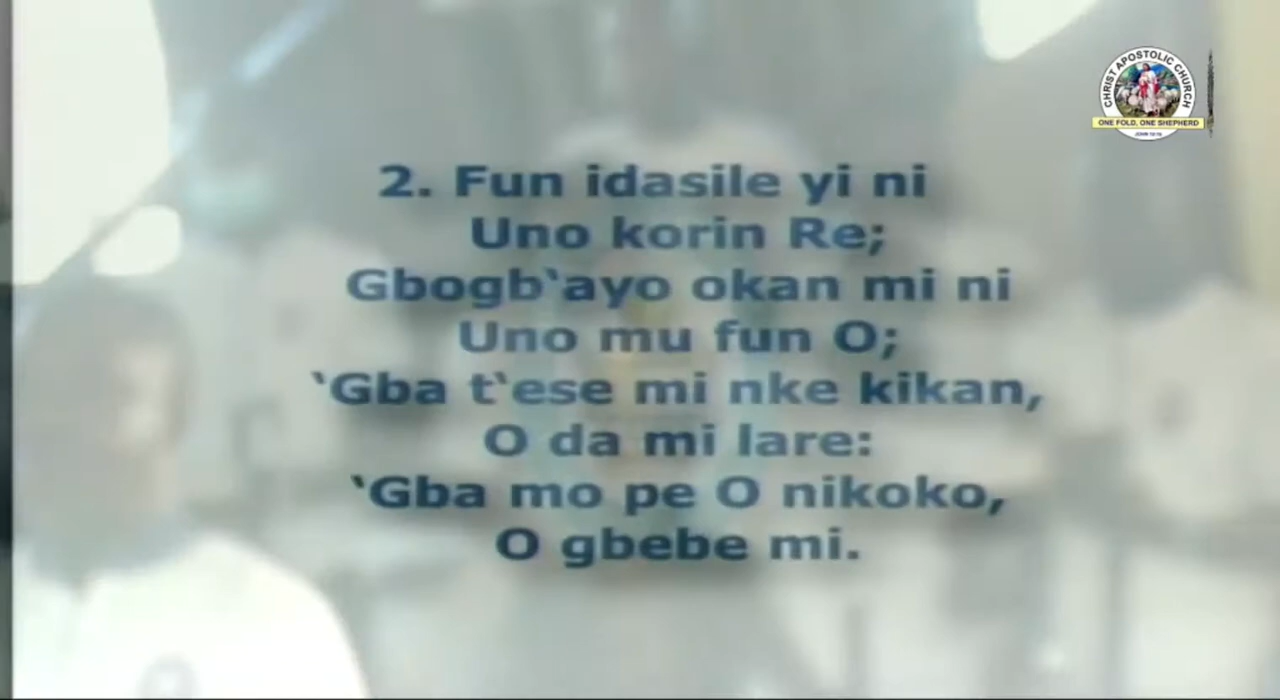 CHRIST APOSTOLIC CHURCH
ONE FOLD, ONE SHEPHERD
2. Fun idasile yi ni
Uno korin Re;
Gbogb‛ayo okan mi ni
Uno mu fun O;
‛Gba t‛ese mi nke kikan,
O da mi lare:
‛Gba mo pe O nikoko,
O gbebe mi.